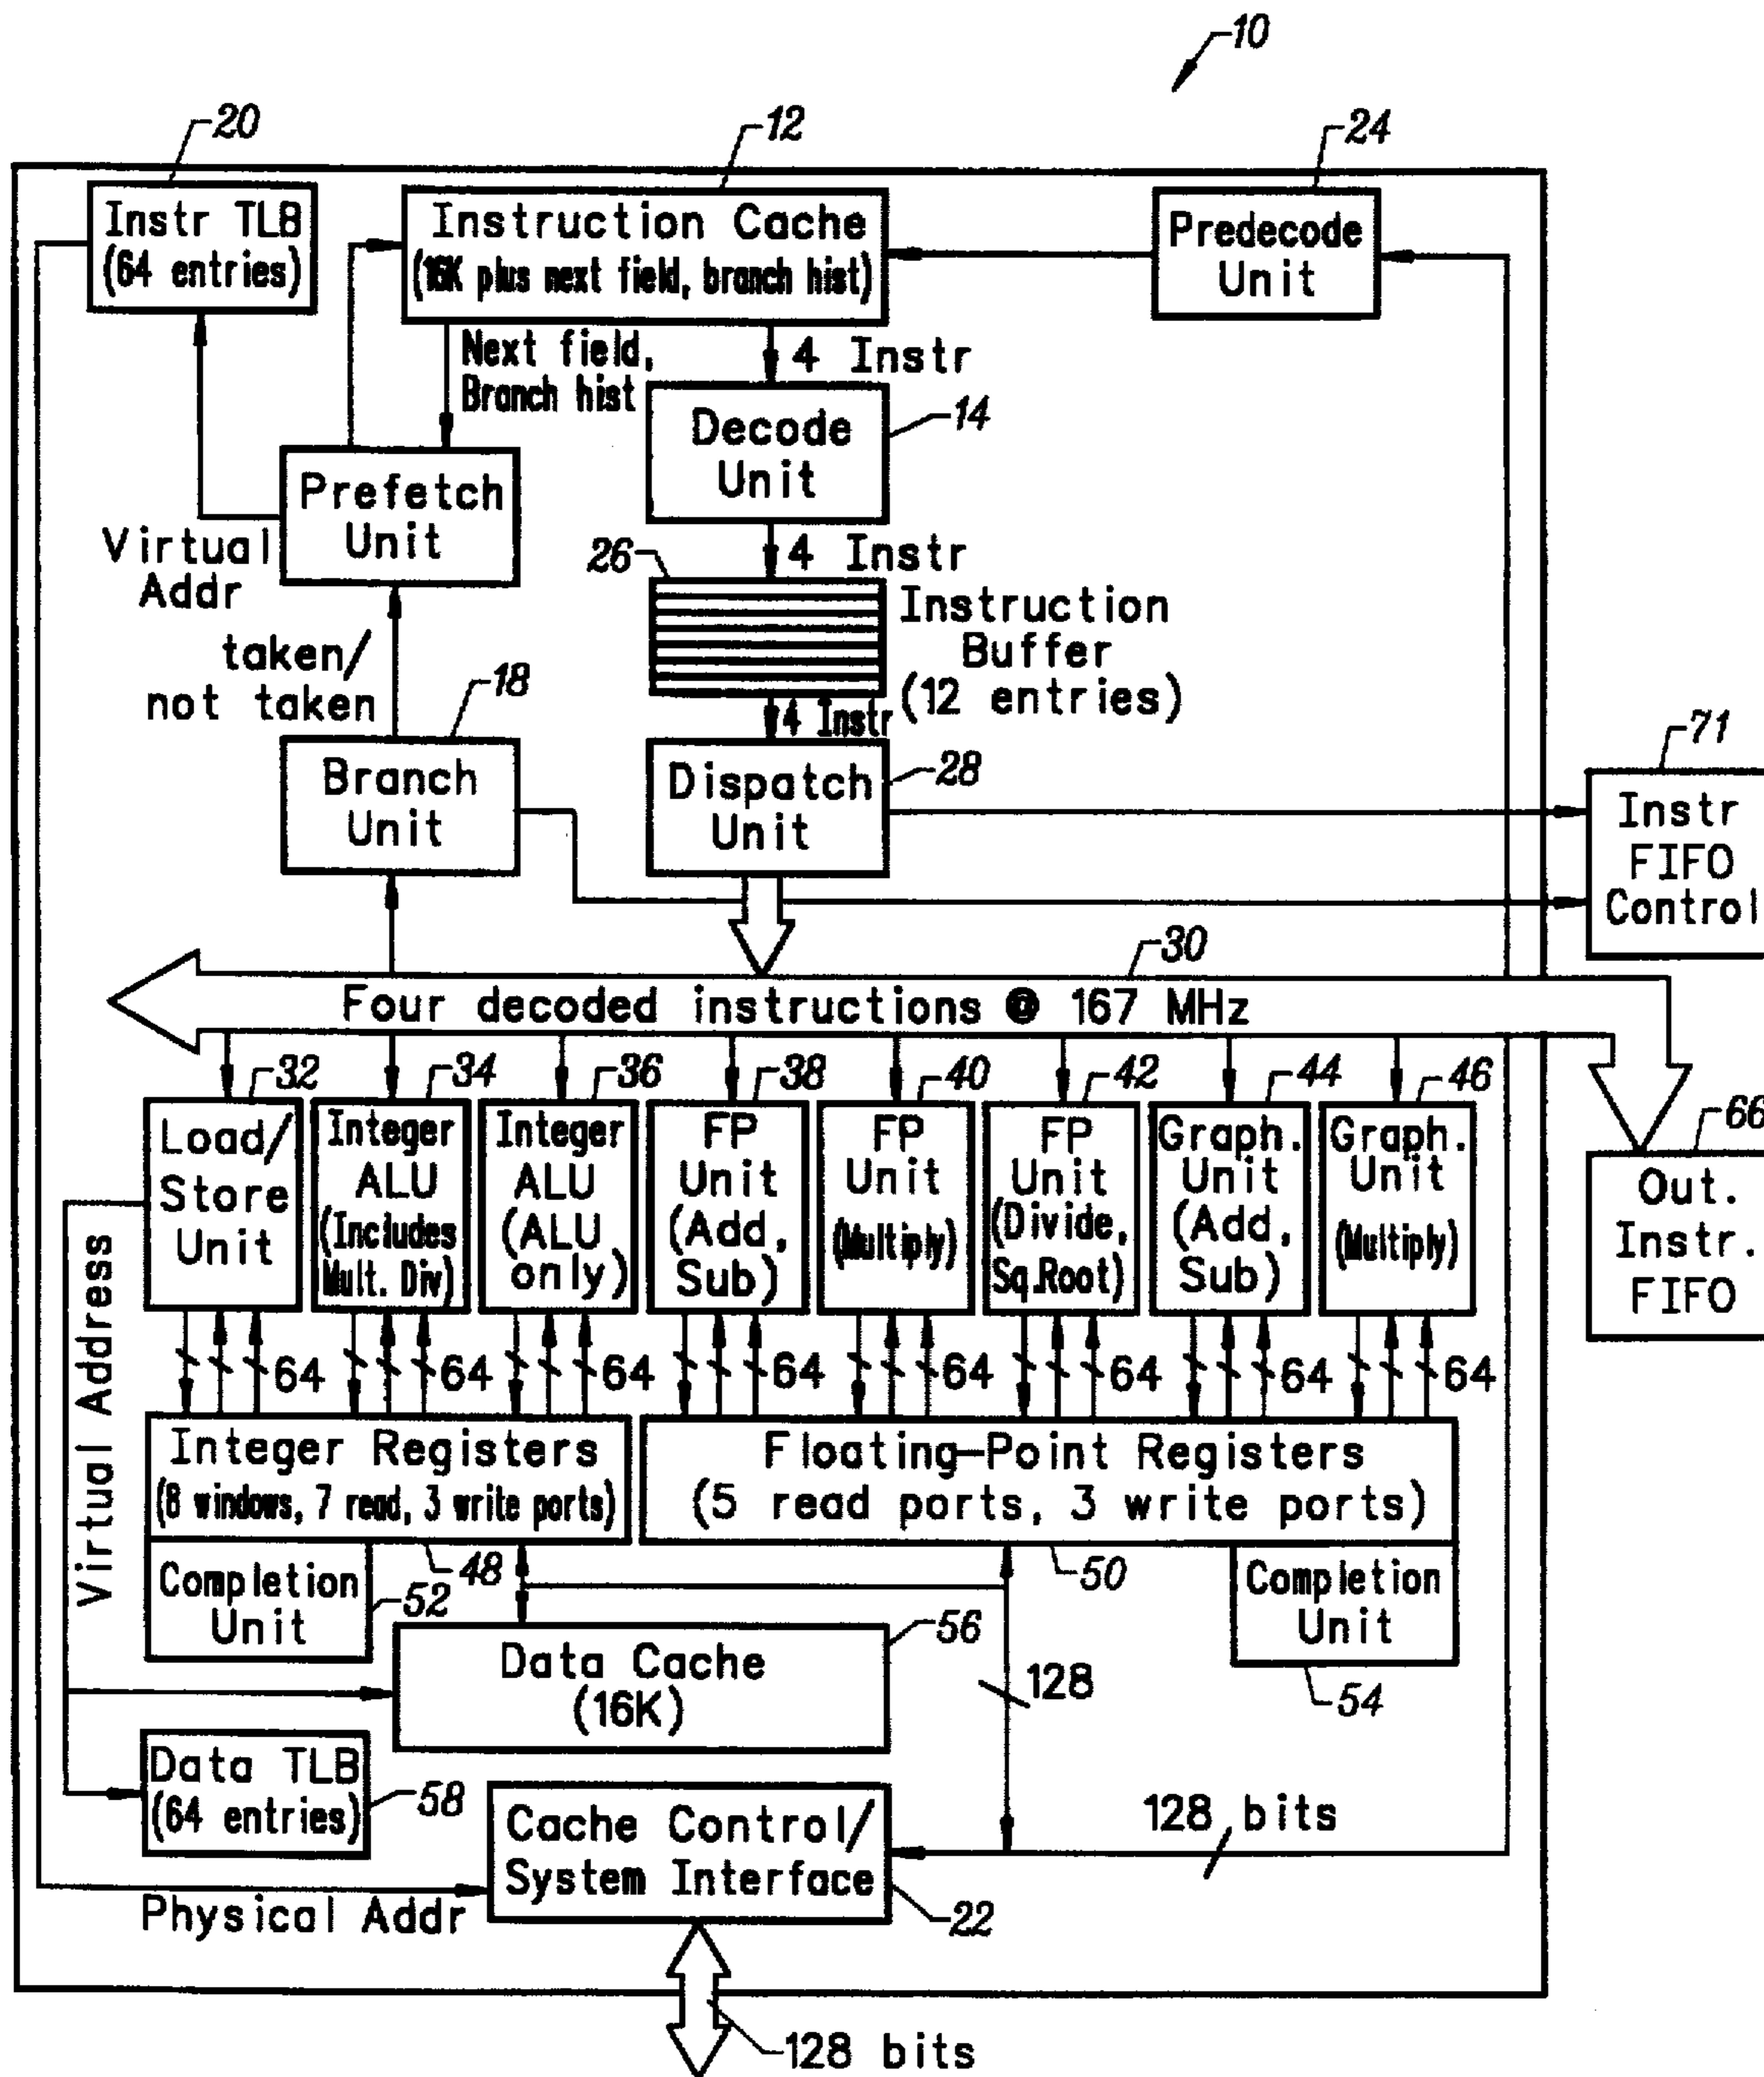 10
20
12
24
Instr TLB
(64 entries)
Instruction Cache
(16K plus next field, branch hist)
Predecode
Unit
Next field,
Branch hist
4 Instr
Decode
Unit
14
Prefetch
Unit
Virtual
Addr
4 Instr
26
Instruction
Buffer
(12 entries)
taken/
not taken
18
4 Instr
Branch
Unit
Dispatch
Unit
28
71
Instr
FIFO
Control
30
Four decoded instructions @ 167 MHz
32
34
36
38
40
42
44
46
66
Load/
Store
Unit
Integer
ALU
(Includes
Mult. Div)
Integer
ALU
(ALU
only)
FP
Unit
(Add,
Sub)
FP
Unit
(Multiply)
FP
Unit
(Divide,
Sq.Root)
Graph.
Unit
(Add,
Sub)
Graph.
Unit
(Multiply)
Out.
Instr.
FIFO
Virtual Address
64
64
64
64
64
64
64
64
Integer Registers
(8 windows, 7 read, 3 write ports)
Floating-Point Registers
(5 read ports, 3 write ports)
Completion
Unit
52
48
50
Completion
Unit
54
Data Cache
(16K)
56
128
Data TLB
(64 entries)
58
Cache Control/
System Interface
22
128 bits
Physical Addr
128 bits